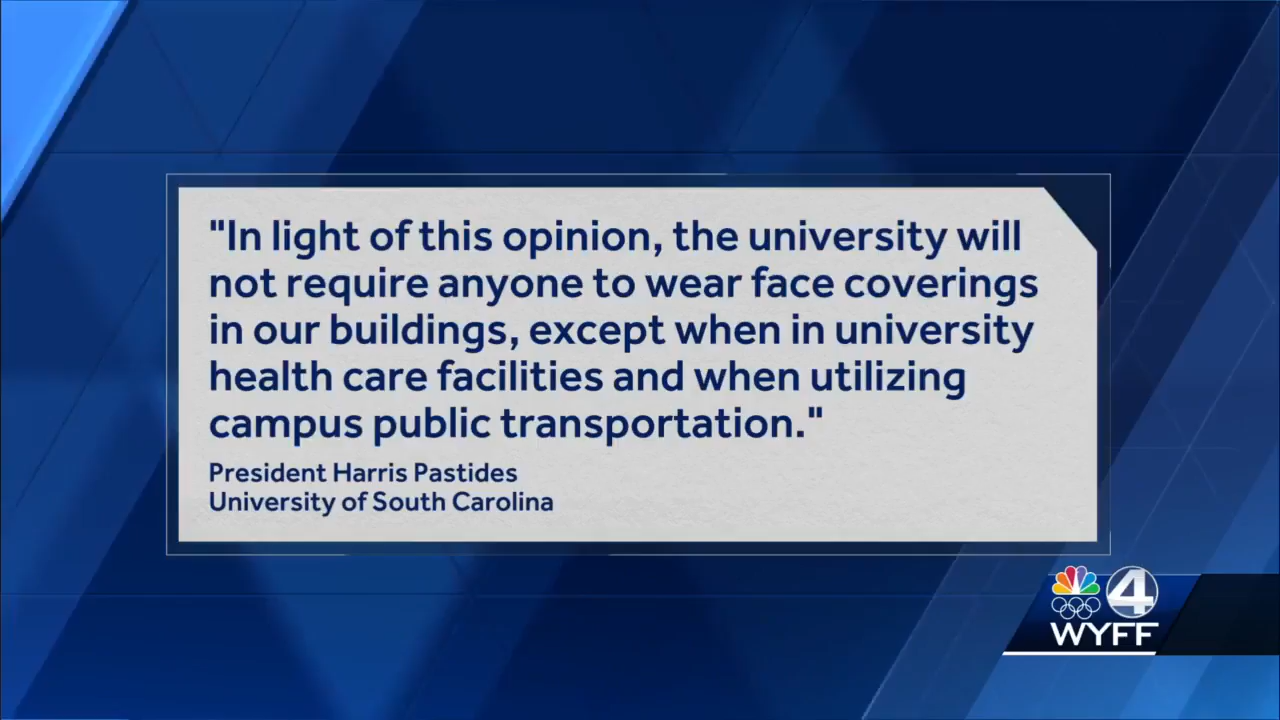 "In light of this opinion, the university will
not require anyone to wear face coverings
in our buildings, except when in university
health care facilities and when utilizing
campus public transportation."
President Harris Pastides
University of South Carolina
4
WYFF